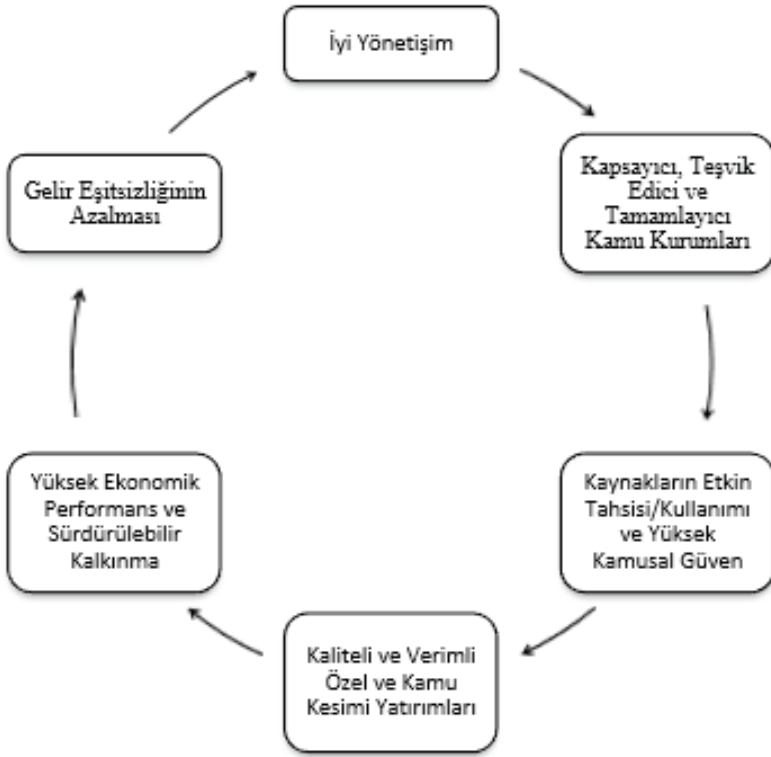 İyi Yönetişim
Kapsayıcı, Teşvik
Edici ve
Tamamlayıcı
Kamu Kurumları
Kaynakların Etkin
Tahsisi/Kullanımı
ve Yüksek
Kamusal Güven
Kaliteli ve Verimli
Özel ve Kamu
Kesimi Yatırımları
Yüksek Ekonomik
Performans ve
Sürdürülebilir
Kalkınma
Gelir Eşitsizliğinin
Azalması